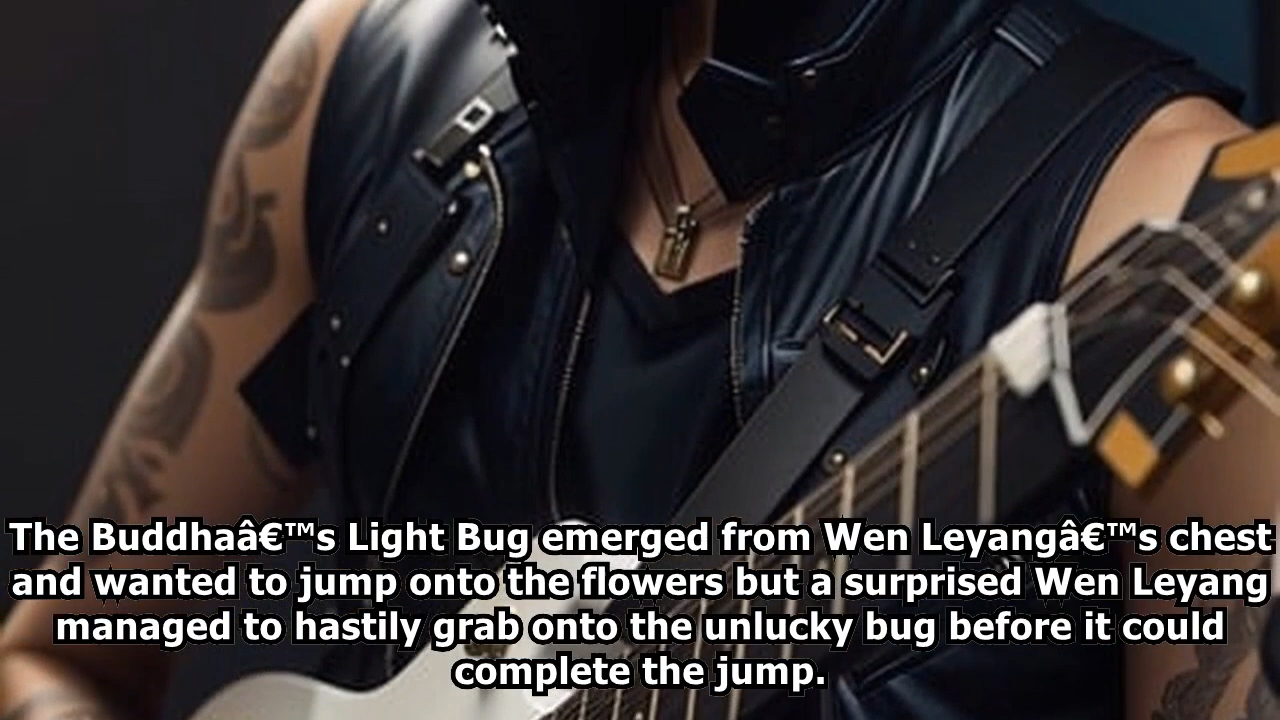 The Buddhaâ€™s Light Bug emerged from Wen Leyangâ€™s chest
and wanted to jump onto the flowers but a surprised Wen Leyang
managed to hastily grab onto the unlucky bug before it could
complete the jump.